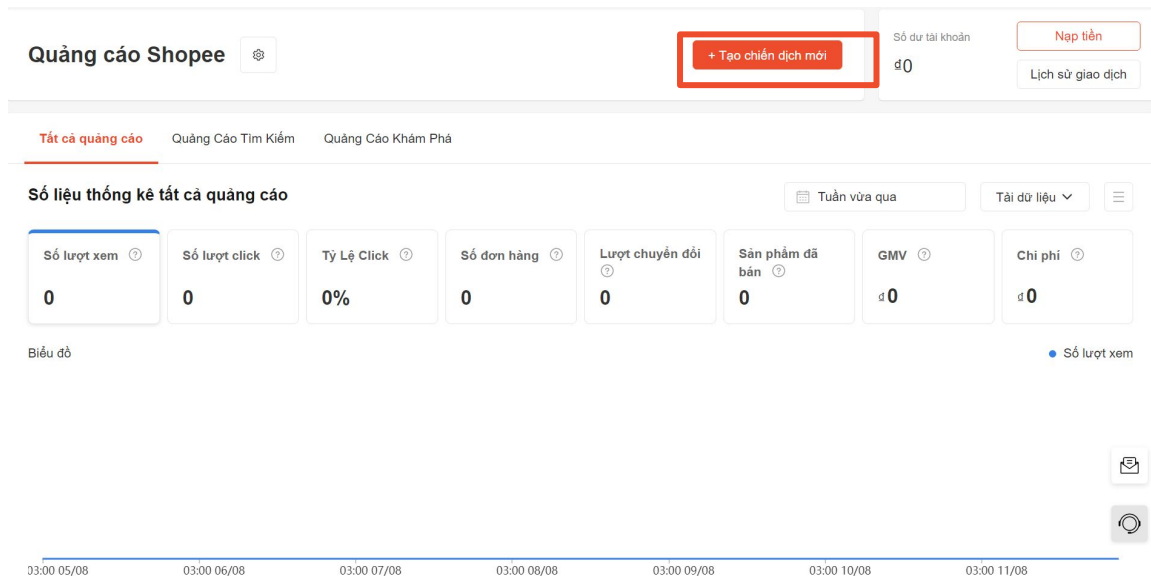 Quảng cáo Shopee
+ Tạo chiến dịch mới
Số dư tài khoản
₫0
Nạp tiền
Lịch sử giao dịch
Tất cả quảng cáo
Quảng Cáo Tìm Kiếm
Quảng Cáo Khám Phá
Số liệu thống kê tất cả quảng cáo
Tuần vừa qua
Tải dữ liệu
Số lượt xem
0
Số lượt click
0
Tỷ Lệ Click
0%
Số đơn hàng
0
Lượt chuyển đổi
0
Sản phẩm đã
bán
0
GMV
₫0
Chi phí
₫0
Biểu đồ
Số lượt xem
03:00 05/08
03:00 06/08
03:00 07/08
03:00 08/08
03:00 09/08
03:00 10/08
03:00 11/08